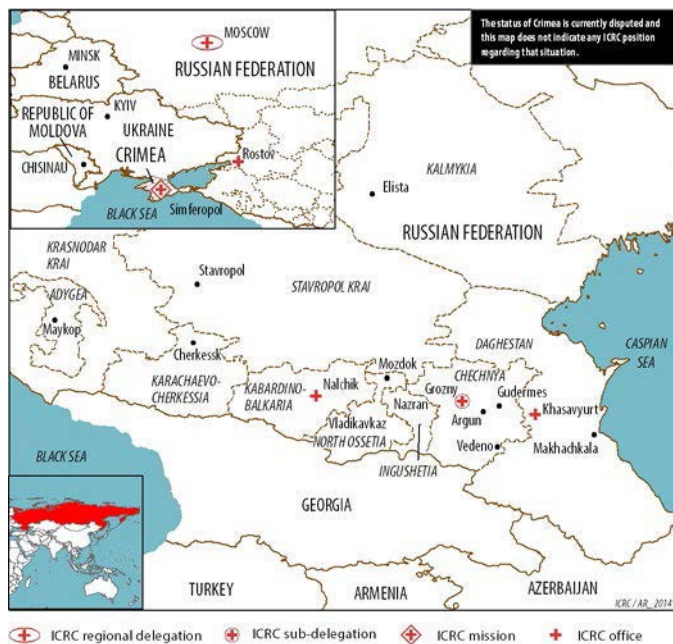 MOSCOW
The status of Crimea is currently disputed and
this map does not indicate any ICRC position
regarding that situation.
MINSK
BELARUS
RUSSIAN FEDERATION
KYIV
REPUBLIC OF
MOLDOVA
UKRAINE
CRIMEA
CHISINAU
Rostov
BLACK SEA
Simferopol
KALMYKIA
Elista
RUSSIAN FEDERATION
KRASNODAR
KRAI
Stavropol
STAVROPOL KRAI
ADYGEA
Maykop
Cherkessk
DAGHESTAN
CASPIAN
SEA
KARACHAEVO-
CHERKESSIA
KABARDINO-
BALKARIA
Nalchik
Mozdok
CHECHNYA
Grozny
Gudermes
Nazran
Argun
Khasavyurt
Vladikavkaz
NORTH OSSETIA
Vedeno
Makhachkala
INGUSHETIA
BLACK SEA
GEORGIA
TURKEY
ARMENIA
AZERBAIJAN
ICRC / AR_2014
ICRC regional delegation
ICRC sub-delegation
ICRC mission
ICRC office